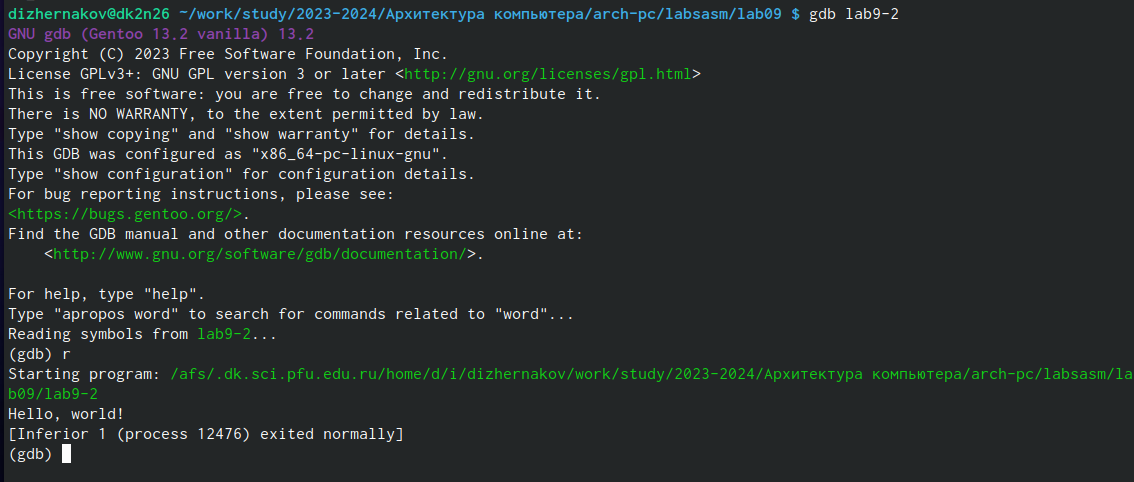 dizhernakov@dk2n26 ~/work/study/2023-2024/Архитектура компьютера/arch-pc/labsasm/lab09 $ gdb lab9-2
GNU gdb (Gentoo 13.2 vanilla) 13.2
Copyright (C) 2023 Free Software Foundation, Inc.
License GPLv3+: GNU GPL version 3 or later <http://gnu.org/licenses/gpl.html>
This is free software: you are free to change and redistribute it.
There is NO WARRANTY, to the extent permitted by law.
Type "show copying" and "show warranty" for details.
This GDB was configured as "x86_64-pc-linux-gnu".
Type "show configuration" for configuration details.
For bug reporting instructions, please see:
<https://bugs.gentoo.org/>.
Find the GDB manual and other documentation resources online at:
    <http://www.gnu.org/software/gdb/documentation/>.

For help, type "help".
Type "apropos word" to search for commands related to "word"...
Reading symbols from lab9-2...
(gdb) r
Starting program: /afs/.dk.sci.pfu.edu.ru/home/d/i/dizhernakov/work/study/2023-2024/Архитектура компьютера/arch-pc/labsasm/la
b09/lab9-2
Hello, world!
[Inferior 1 (process 12476) exited normally]
(gdb)